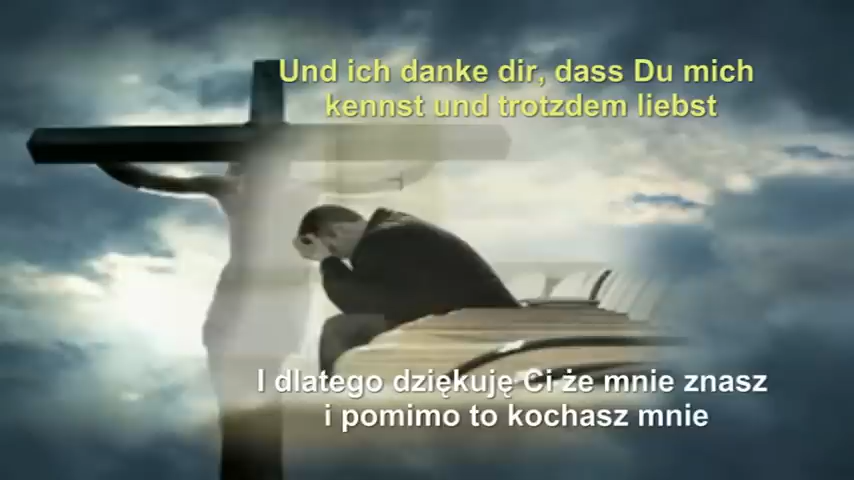 Und ich danke dir, dass Du mich
kennst und trotzdem liebst
I dlatego dziękuję Ci że mnie znasz
i pomimo to kochasz mnie